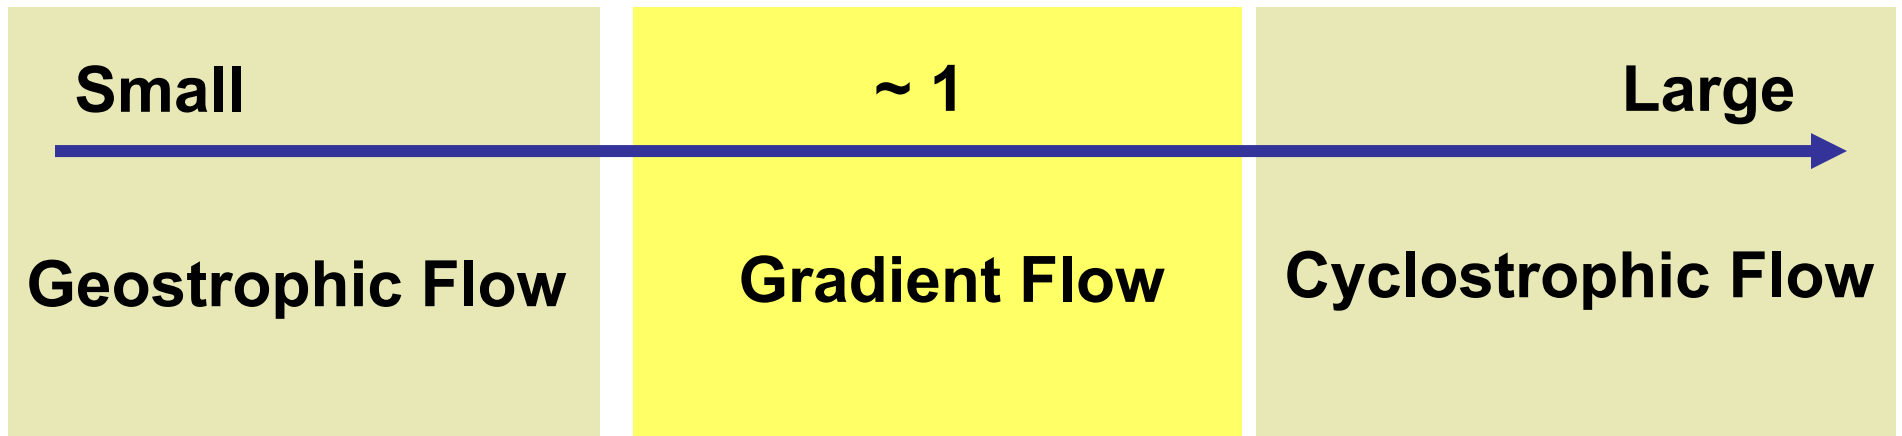 Small
~ 1
Large
Geostrophic Flow
Gradient Flow
Cyclostrophic Flow